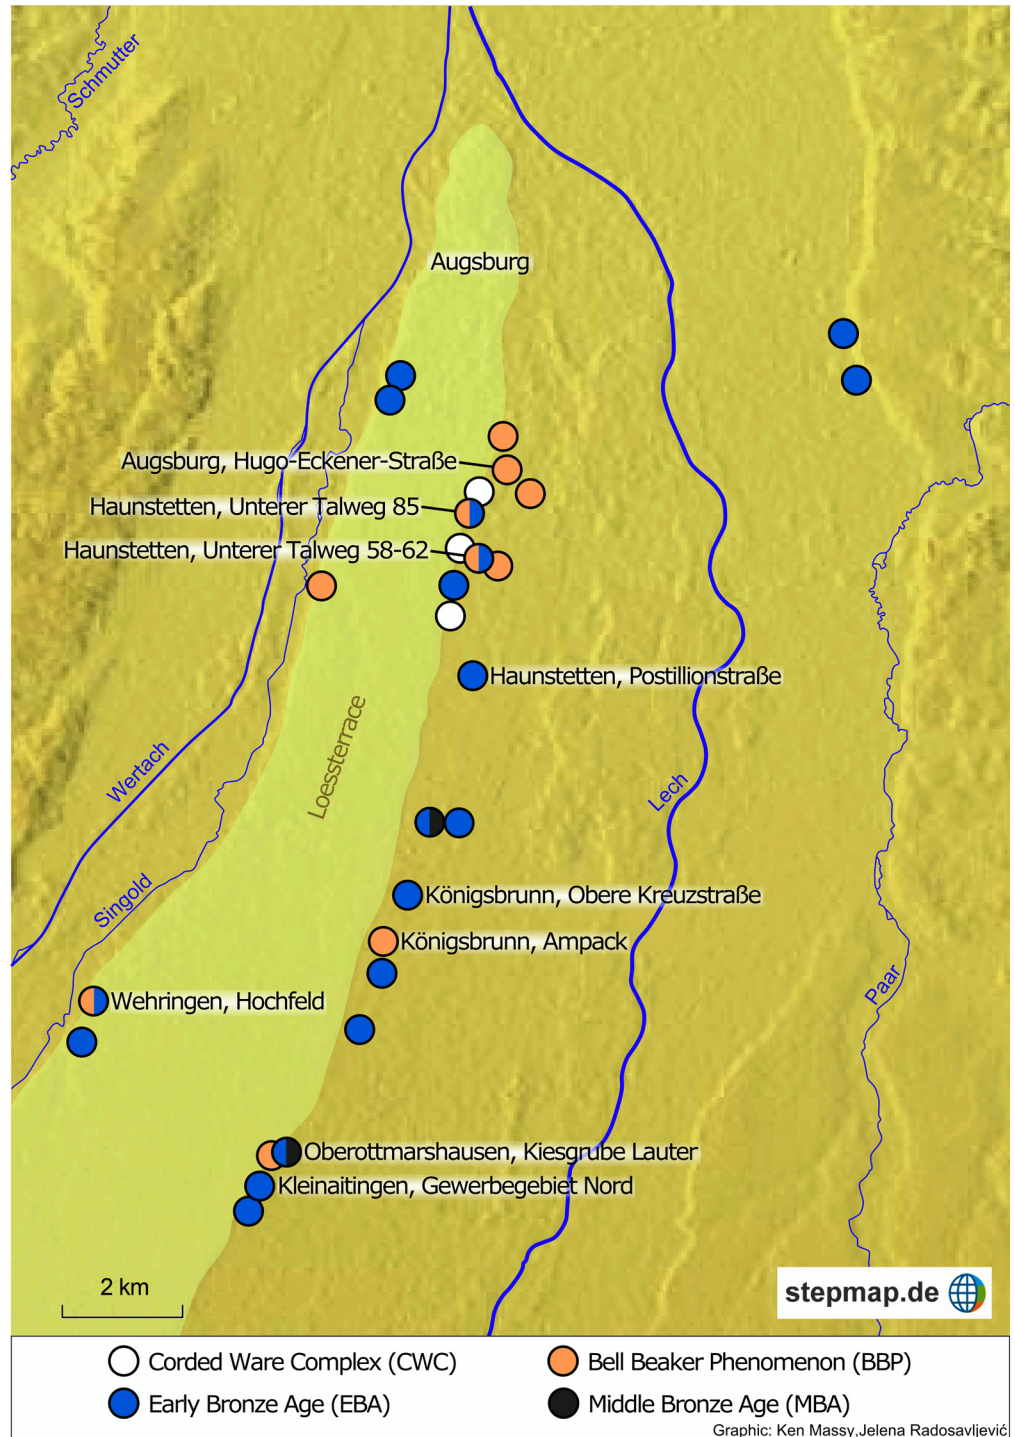 Schmutter
Augsburg
Augsburg, Hugo-Eckener-Straße
Haunstetten, Unterer Talweg 85
Haunstetten, Unterer Talweg 58-62
Haunstetten, Postillionstraße
Loessterrace
Wertach
Lech
Singold
Königsbrunn, Obere Kreuzstraße
Königsbrunn, Ampack
Paar
Wehringen, Hochfeld
Oberottmarshausen, Kiesgrube Lauter
Kleinaitingen, Gewerbegebiet Nord
2 km
stepmap.de
Corded Ware Complex (CWC)
Bell Beaker Phenomenon (BBP)
Early Bronze Age (EBA)
Middle Bronze Age (MBA)
Graphic: Ken Massy,Jelena Radosavljević